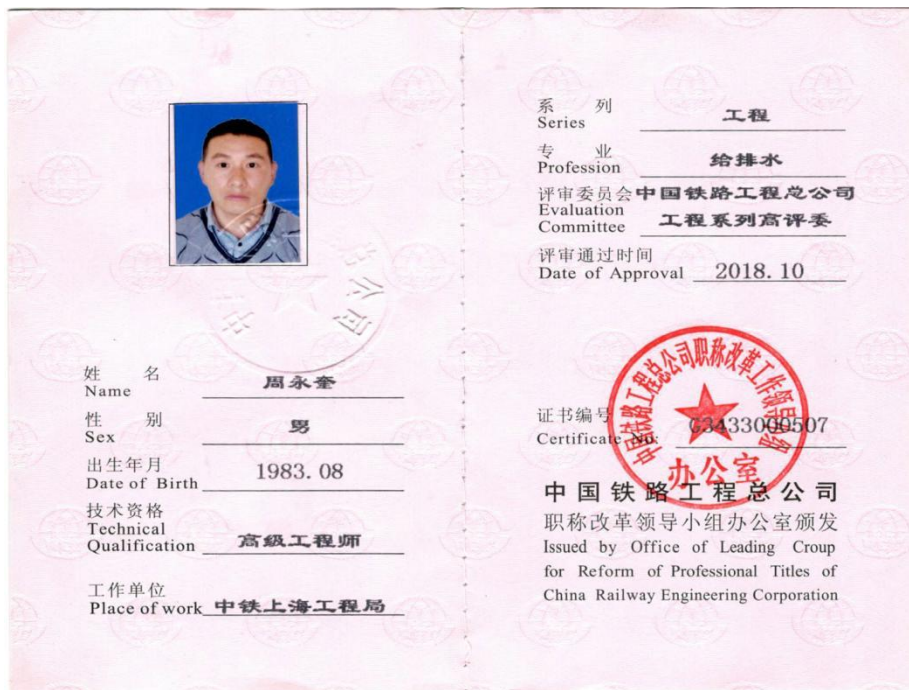 姓 名
Name 周永奎
性 别
Sex 男
出生年月
Date of Birth 1983.08
技术资格
Technical
Qualification 高级工程师
工作单位
Place of work 中铁上海工程局
系 列
Series 工程
专 业
Profession 给排水
评审委员会 中国铁路工程总公司
Evaluation
Committee 工程系列高评委
评审通过时间
Date of Approval 2018.10
中国铁路工程总公司职称改革工作领导小组
办公室
证书编号
Certificate No: G3433000507
中国铁路工程总公司
职称改革领导小组办公室颁发
Issued by Office of Leading Croup
for Reform of Professional Titles of
China Railway Engineering Corporation